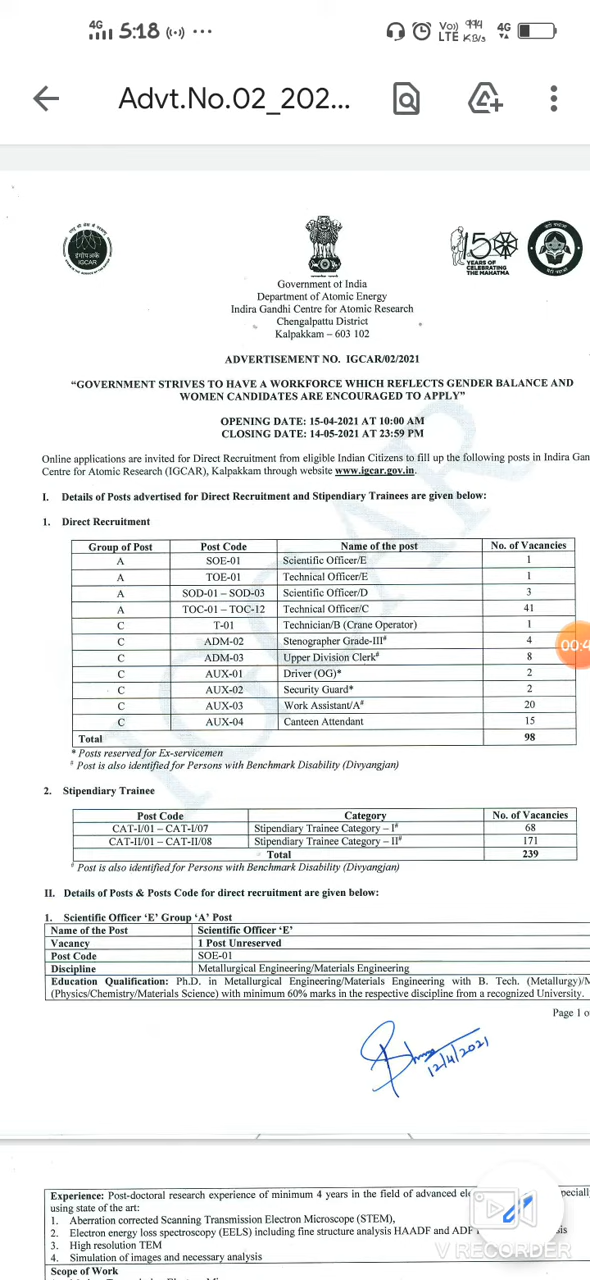 4G 5:18 ... Vo)) LTE 994 KB/s 4G
Advt.No.02_202...
इंगांपअके
IGCAR
150
YEARS OF
CELEBRATING
THE MAHATMA
Government of India
Department of Atomic Energy
Indira Gandhi Centre for Atomic Research
Chengalpattu District
Kalpakkam – 603 102
ADVERTISEMENT NO. IGCAR/02/2021
"GOVERNMENT STRIVES TO HAVE A WORKFORCE WHICH REFLECTS GENDER BALANCE AND
WOMEN CANDIDATES ARE ENCOURAGED TO APPLY"
OPENING DATE: 15-04-2021 AT 10:00 AM
CLOSING DATE: 14-05-2021 AT 23:59 PM
Online applications are invited for Direct Recruitment from eligible Indian Citizens to fill up the following posts in Indira Gan
Centre for Atomic Research (IGCAR), Kalpakkam through website www.igcar.gov.in.
I. Details of Posts advertised for Direct Recruitment and Stipendiary Trainees are given below:
1. Direct Recruitment
Group of Post Post Code Name of the post No. of Vacancies
A SOE-01 Scientific Officer/E 1
A TOE-01 Technical Officer/E 1
A SOD-01 – SOD-03 Scientific Officer/D 3
A TOC-01 – TOC-12 Technical Officer/C 41
C T-01 Technician/B (Crane Operator) 1
C ADM-02 Stenographer Grade-III# 4
C ADM-03 Upper Division Clerk# 8
C AUX-01 Driver (OG)* 2
C AUX-02 Security Guard* 2
C AUX-03 Work Assistant/A# 20
C AUX-04 Canteen Attendant 15
Total 98
00:4
* Posts reserved for Ex-servicemen
# Post is also identified for Persons with Benchmark Disability (Divyangjan)
2. Stipendiary Trainee
Post Code Category No. of Vacancies
CAT-I/01 – CAT-I/07 Stipendiary Trainee Category – I# 68
CAT-II/01 – CAT-II/08 Stipendiary Trainee Category – II# 171
Total 239
# Post is also identified for Persons with Benchmark Disability (Divyangjan)
II. Details of Posts & Posts Code for direct recruitment are given below:
1. Scientific Officer 'E' Group 'A' Post
Name of the Post Scientific Officer 'E'
Vacancy 1 Post Unreserved
Post Code SOE-01
Discipline Metallurgical Engineering/Materials Engineering
Education Qualification: Ph.D. in Metallurgical Engineering/Materials Engineering with B. Tech. (Metallurgy)/M
(Physics/Chemistry/Materials Science) with minimum 60% marks in the respective discipline from a recognized University.
Page 1 o
12/4/2021
Experience: Post-doctoral research experience of minimum 4 years in the field of advanced ele pecially
using state of the art:
1. Aberration corrected Scanning Transmission Electron Microscope (STEM),
2. Electron energy loss spectroscopy (EELS) including fine structure analysis HAADF and ADF sis
3. High resolution TEM
4. Simulation of images and necessary analysis
V RECORDER
Scope of Work